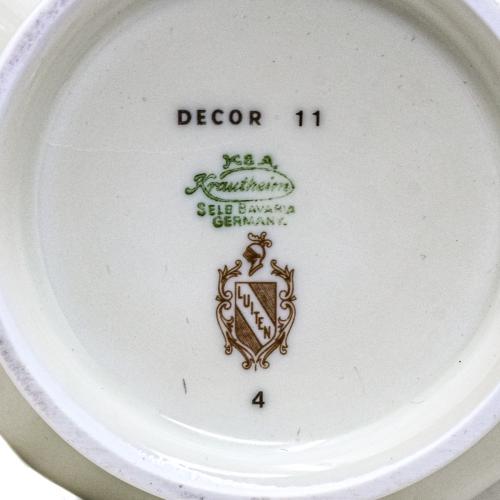 DECOR 11
K & A.
Krautheim
SELB BAVARIA
GERMANY.
LUITEN
4